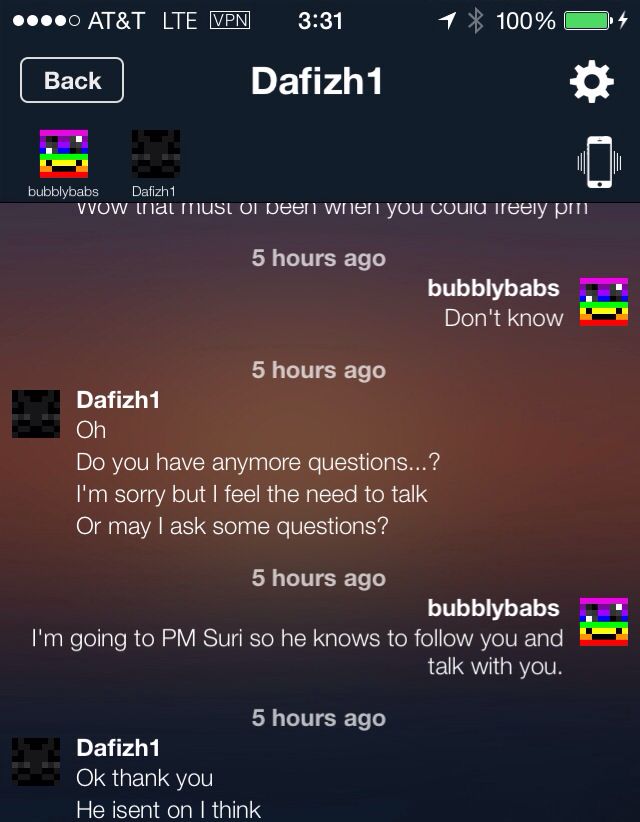 AT&T LTE VPN 3:31 100%
Back Dafizh1
bubblybabs Dafizh1
Wow that must of been when you could freely pm
5 hours ago
bubblybabs
Don't know
5 hours ago
Dafizh1
Oh
Do you have anymore questions...?
I'm sorry but I feel the need to talk
Or may I ask some questions?
5 hours ago
bubblybabs
I'm going to PM Suri so he knows to follow you and
talk with you.
5 hours ago
Dafizh1
Ok thank you
He isent on I think